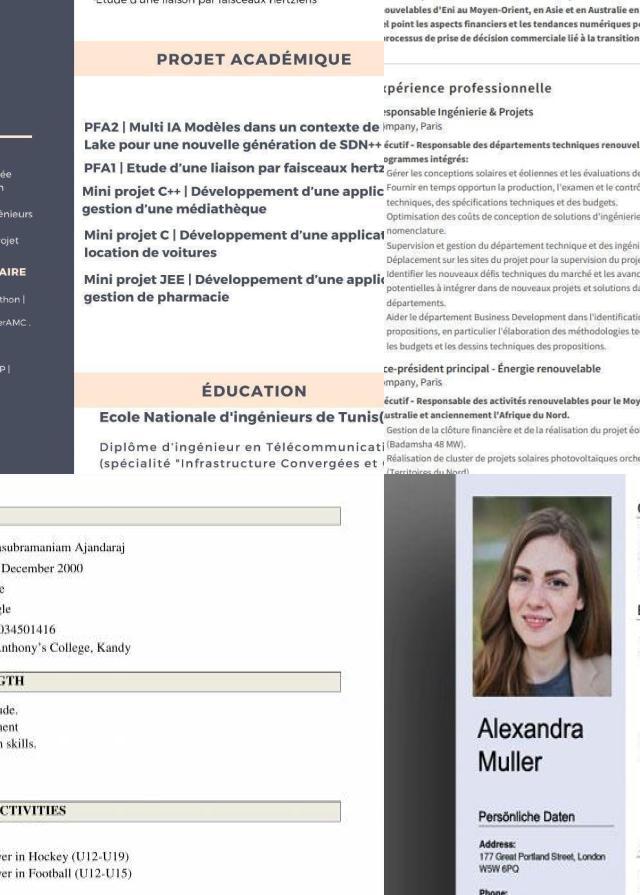 -Etude d'une liaison par faisceaux hertziens
PROJET ACADÉMIQUE
PFA2 | Multi IA Modèles dans un contexte de
Lake pour une nouvelle génération de SDN++
PFA1 | Etude d'une liaison par faisceaux hertz
Mini projet C++ | Développement d'une applic
gestion d'une médiathèque
Mini projet C | Développement d'une applicat
location de voitures
Mini projet JEE | Développement d'une applic
gestion de pharmacie
ÉDUCATION
Ecole Nationale d'ingénieurs de Tunis(
Diplôme d'ingénieur en Télécommunicati
(spécialité "Infrastructure Convergées et
ée
n
énieurs
ojet
AIRE
thon |
erAMC .
P |
ouvelables d'Eni au Moyen-Orient, en Asie et en Australie en
el point les aspects financiers et les tendances numériques p
processus de prise de décision commerciale lié à la transition
xpérience professionnelle
esponsable Ingénierie & Projets
ompany, Paris
écutif - Responsable des départements techniques renouvel
ogrammes intégrés:
Gérer les conceptions solaires et éoliennes et les évaluations de
Fournir en temps opportun la production, l'examen et le contrô
techniques, des spécifications techniques et des budgets.
Optimisation des coûts de conception de solutions d'ingénierie
nomenclature.
Supervision et gestion du département technique et des ingéni
Déplacement sur les sites du projet pour la supervision du proje
Identifier les nouveaux défis techniques du marché et les avanc
potentielles à intégrer dans de nouveaux projets et solutions da
départements.
Aider le département Business Development dans l'identificatio
propositions, en particulier l'élaboration des méthodologies te
les budgets et les dessins techniques des propositions.
ce-président principal - Énergie renouvelable
ompany, Paris
écutif - Responsable des activités renouvelables pour le Moy
ustralie et anciennement l'Afrique du Nord.
Gestion de la clôture financière et de la réalisation du projet éo
(Badamsha 48 MW).
Réalisation de cluster de projets solaires photovoltaïques orche
(Territoires du Nord)
asubramaniam Ajandaraj
December 2000
e
gle
034501416
nthony's College, Kandy
GTH
ude.
ment
n skills.
CTIVITIES
yer in Hockey (U12-U19)
ver in Football (U12-U15)
Alexandra
Muller
Persönliche Daten
Address:
177 Great Portland Street, London
W5W 6PQ
Phone: